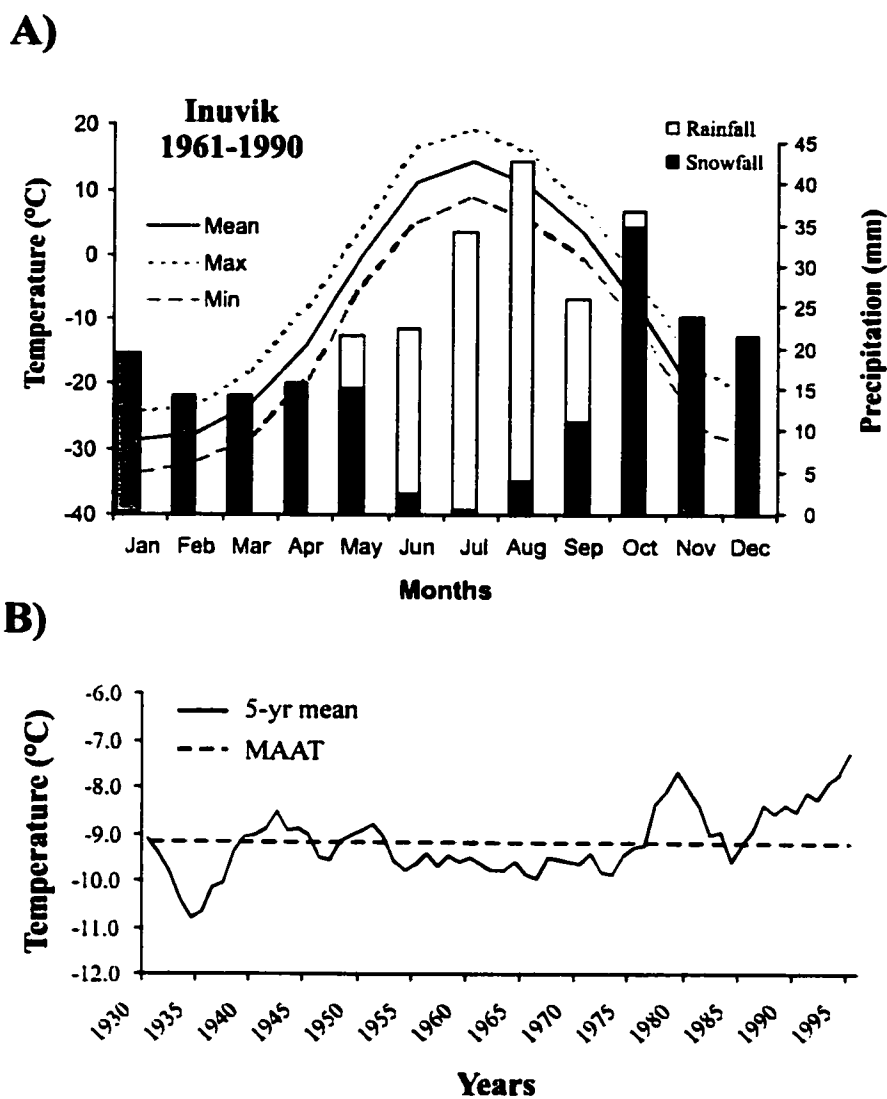 A)
Inuvik
1961-1990
Rainfall
Snowfall
Mean
Max
Min
Temperature (°C)
20
10
0
-10
-20
-30
-40
Precipitation (mm)
45
40
35
30
25
20
15
10
5
0
Jan Feb Mar Apr May Jun Jul Aug Sep Oct Nov Dec
Months
B)
5-yr mean
MAAT
Temperature (°C)
-6.0
-7.0
-8.0
-9.0
-10.0
-11.0
-12.0
1930 1935 1940 1945 1950 1955 1960 1965 1970 1975 1980 1985 1990 1995
Years